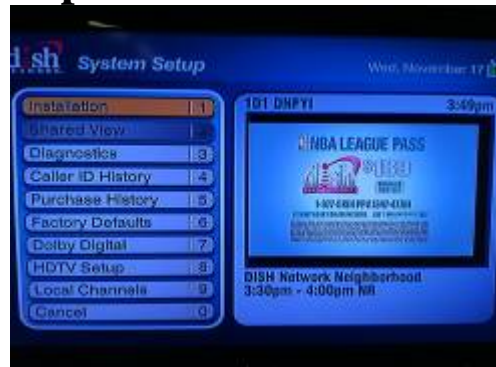 dish System Setup
Wed, November 17
Installation 1
Shared View 2
Diagnostics 3
Caller ID History 4
Purchase History 5
Factory Defaults 6
Dolby Digital 7
HDTV Setup 8
Local Channels 9
Cancel 0
101 DNPYI 3:49pm
NBA LEAGUE PASS
DISH Network Neighborhood
3:30pm - 4:00pm NR